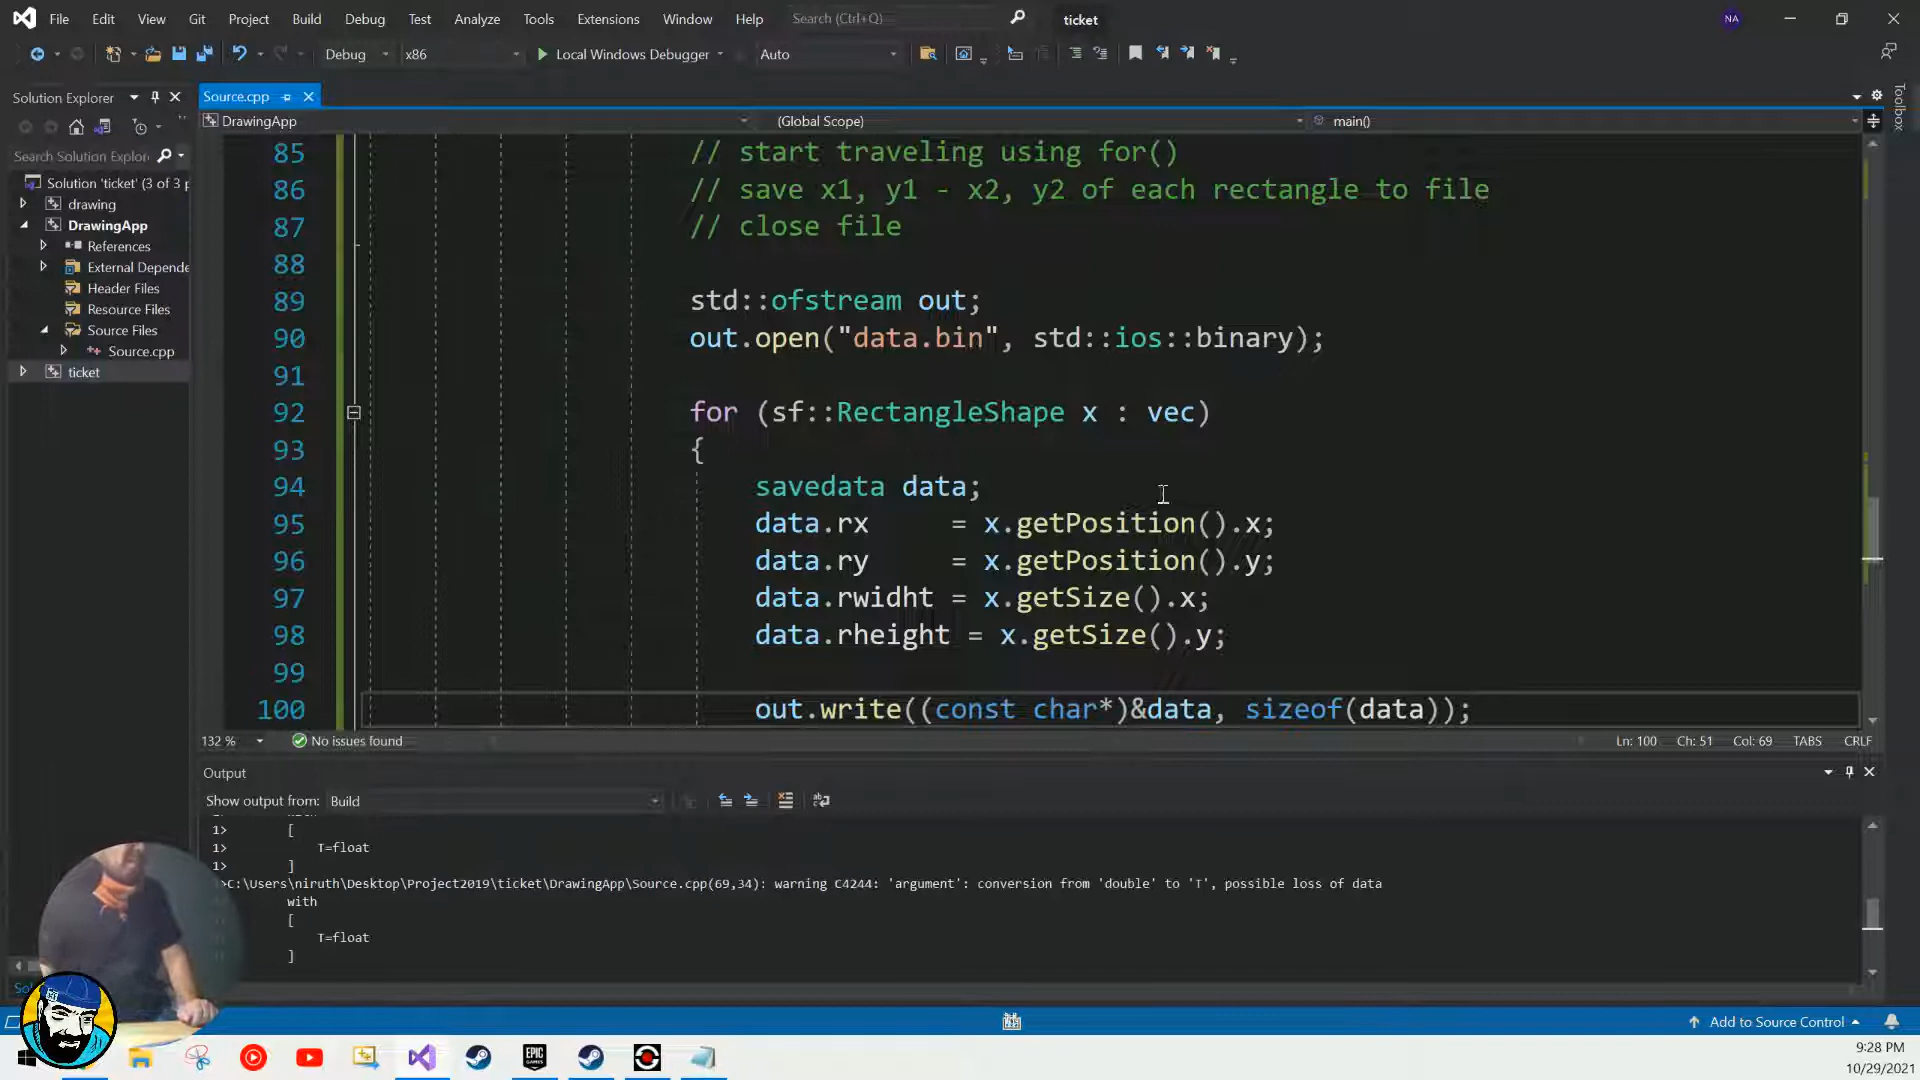 File Edit View Git Project Build Debug Test Analyze Tools Extensions Window Help Search (Ctrl+Q) ticket NA
Debug x86 Local Windows Debugger Auto
Solution Explorer
Source.cpp
Toolbox
DrawingApp (Global Scope) main()
Search Solution Explor
Solution 'ticket' (3 of 3 p
drawing
DrawingApp
References
External Depende
Header Files
Resource Files
Source Files
Source.cpp
ticket
85 // start traveling using for()
86 // save x1, y1 - x2, y2 of each rectangle to file
87 // close file
88
89 std::ofstream out;
90 out.open("data.bin", std::ios::binary);
91
92 for (sf::RectangleShape x : vec)
93 {
94 savedata data;
95 data.rx = x.getPosition().x;
96 data.ry = x.getPosition().y;
97 data.rwidht = x.getSize().x;
98 data.rheight = x.getSize().y;
99
100 out.write((const char*)&data, sizeof(data));
132 % No issues found Ln: 100 Ch: 51 Col: 69 TABS CRLF
Output
Show output from: Build
1> [
1> T=float
1> ]
>C:\Users\niruth\Desktop\Project2019\ticket\DrawingApp\Source.cpp(69,34): warning C4244: 'argument': conversion from 'double' to 'T', possible loss of data
with
[
T=float
]
Add to Source Control
EPIC GAMES
9:28 PM
10/29/2021